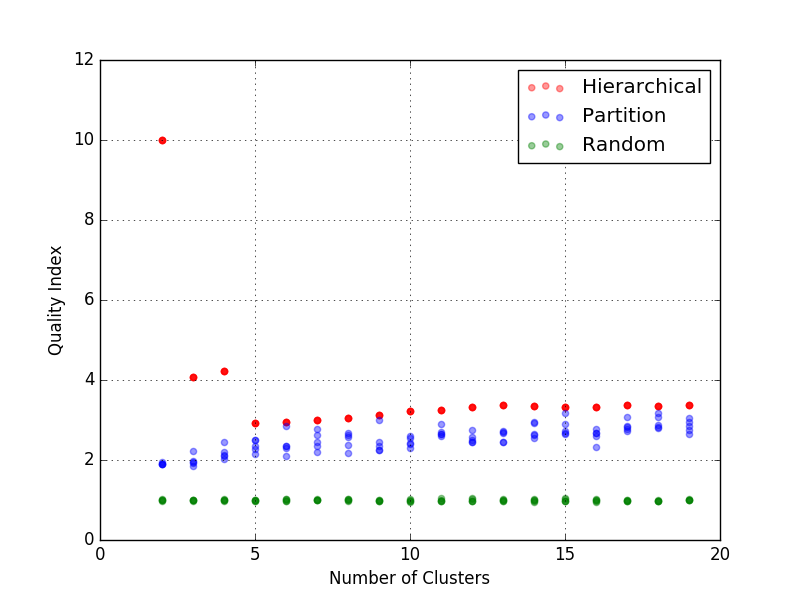 12
10
8
6
4
2
0
Quality Index
Hierarchical
Partition
Random
0 5 10 15 20
Number of Clusters